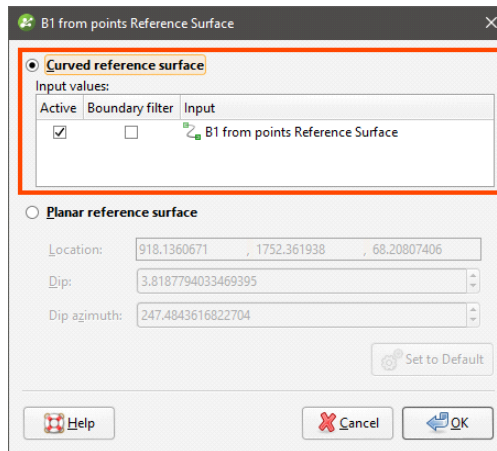 B1 from points Reference Surface
Curved reference surface
Input values:
Active Boundary filter Input
B1 from points Reference Surface
Planar reference surface
Location: 918.1360671 , 1752.361938 , 68.20807406
Dip: 3.8187794033469395
Dip azimuth: 247.4843616822704
Set to Default
Help Cancel OK